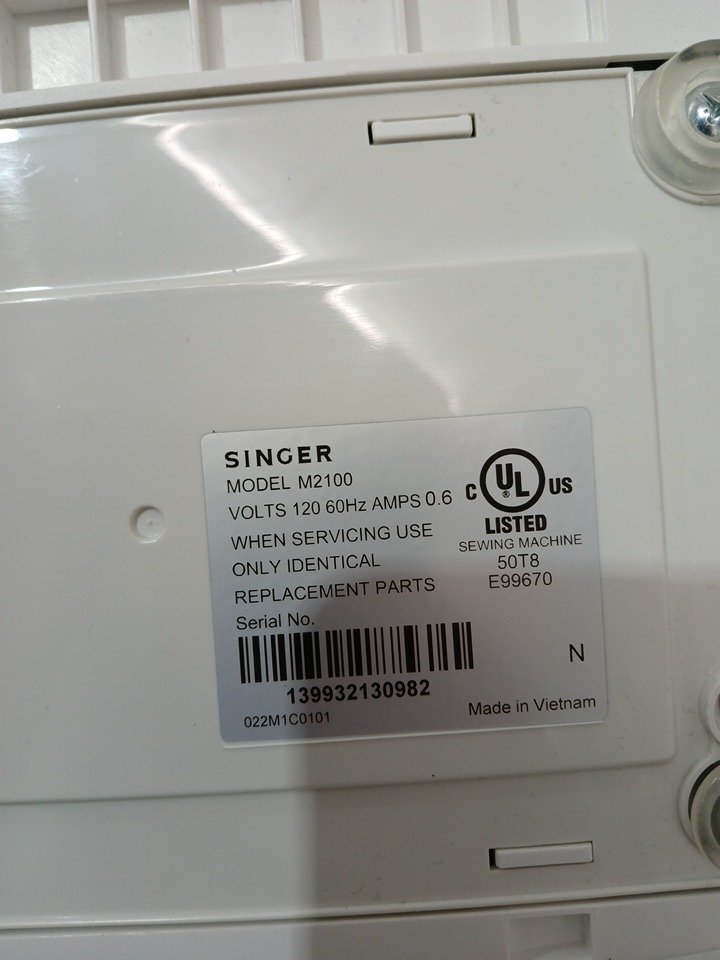 SINGER
MODEL M2100
VOLTS 120 60Hz AMPS 0.6
WHEN SERVICING USE
ONLY IDENTICAL
REPLACEMENT PARTS
Serial No.
139932130982
022M1C0101
C UL ® US
LISTED
SEWING MACHINE
50T8
E99670
N
Made in Vietnam